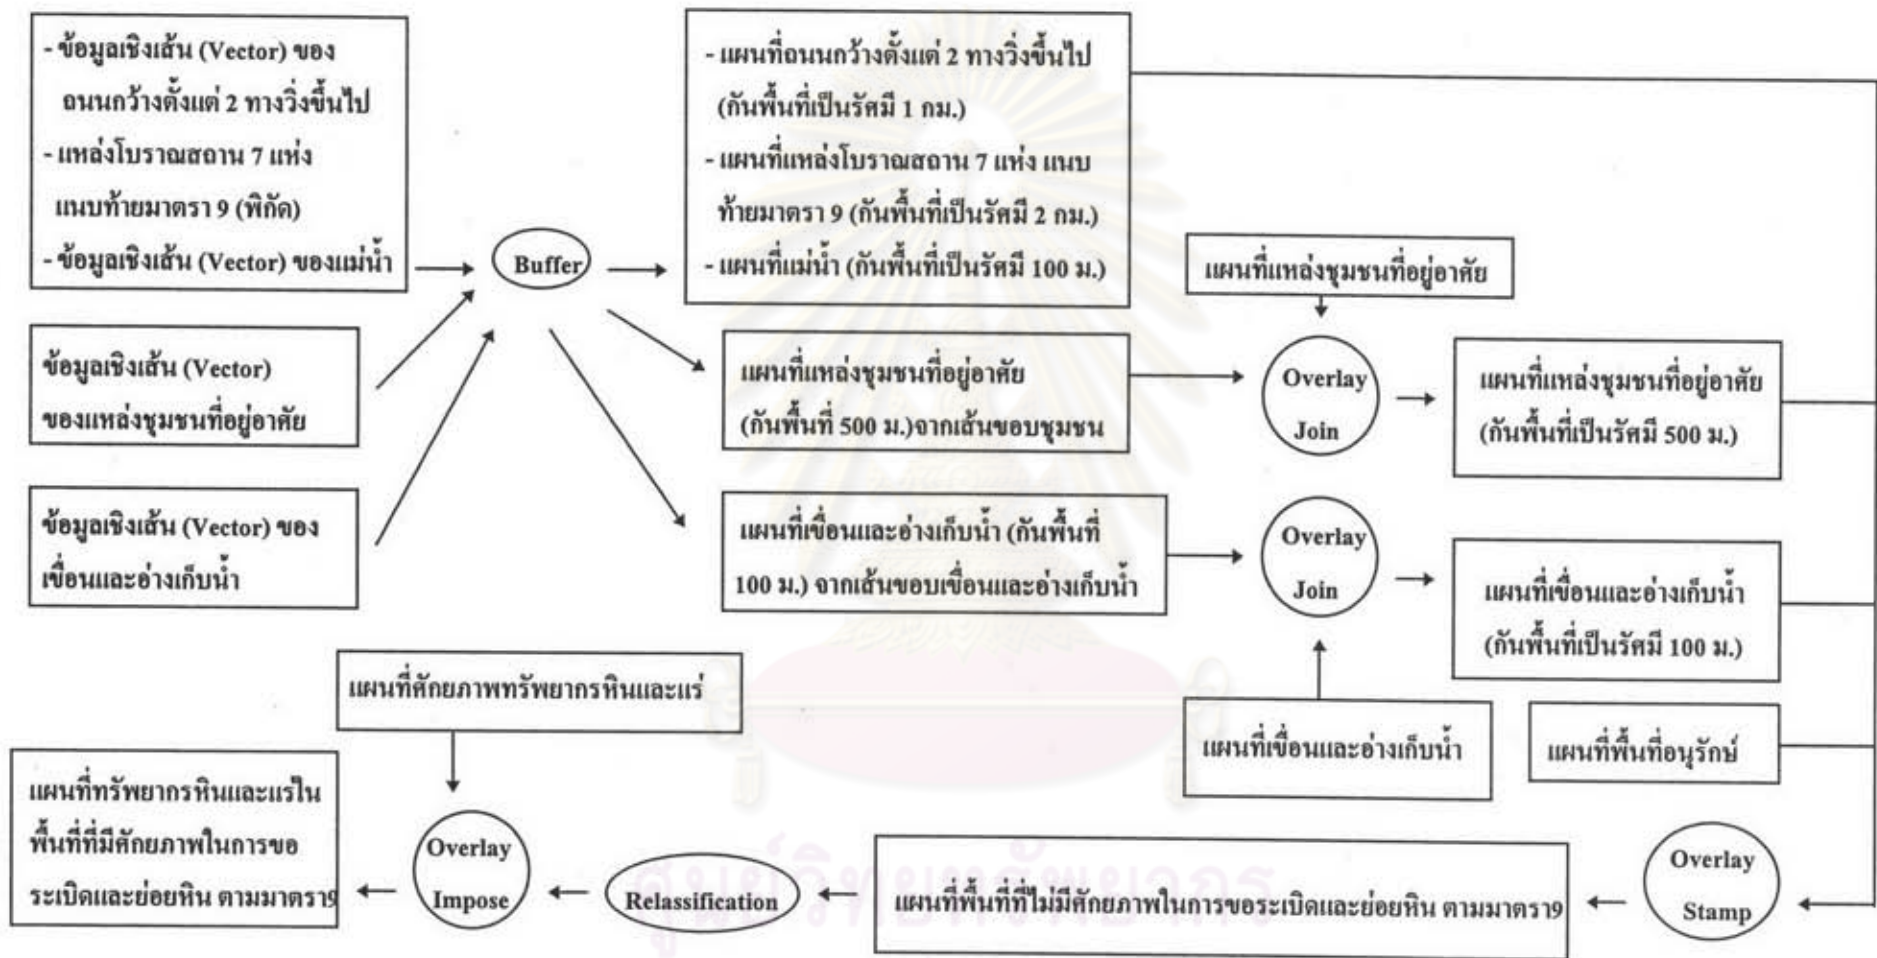 - ข้อมูลเชิงเส้น (Vector) ของ
ถนนกว้างตั้งแต่ 2 ทางวิ่งขึ้นไป
- แหล่งโบราณสถาน 7 แห่ง
แนบท้ายมาตรา 9 (พิกัด)
- ข้อมูลเชิงเส้น (Vector) ของแม่น้ำ
ข้อมูลเชิงเส้น (Vector)
ของแหล่งชุมชนที่อยู่อาศัย
ข้อมูลเชิงเส้น (Vector) ของ
เขื่อนและอ่างเก็บน้ำ
Buffer
- แผนที่ถนนกว้างตั้งแต่ 2 ทางวิ่งขึ้นไป
(กันพื้นที่เป็นรัศมี 1 กม.)
- แผนที่แหล่งโบราณสถาน 7 แห่ง แนบ
ท้ายมาตรา 9 (กันพื้นที่เป็นรัศมี 2 กม.)
- แผนที่แม่น้ำ (กันพื้นที่เป็นรัศมี 100 ม.)
แผนที่แหล่งชุมชนที่อยู่อาศัย
(กันพื้นที่ 500 ม.)จากเส้นขอบชุมชน
แผนที่เขื่อนและอ่างเก็บน้ำ (กันพื้นที่
100 ม.) จากเส้นขอบเขื่อนและอ่างเก็บน้ำ
แผนที่แหล่งชุมชนที่อยู่อาศัย
Overlay
Join
แผนที่แหล่งชุมชนที่อยู่อาศัย
(กันพื้นที่เป็นรัศมี 500 ม.)
Overlay
Join
แผนที่เขื่อนและอ่างเก็บน้ำ
(กันพื้นที่เป็นรัศมี 100 ม.)
แผนที่เขื่อนและอ่างเก็บน้ำ
แผนที่พื้นที่อนุรักษ์
Overlay
Stamp
แผนที่พื้นที่ที่ไม่มีศักยภาพในการขอระเบิดและย่อยหิน ตามมาตรา9
Relassification
แผนที่ศักยภาพทรัพยากรหินและแร่
Overlay
Impose
แผนที่ทรัพยากรหินและแร่ใน
พื้นที่ที่มีศักยภาพในการขอ
ระเบิดและย่อยหิน ตามมาตรา9
ศูนย์วิทยทรัพยากร